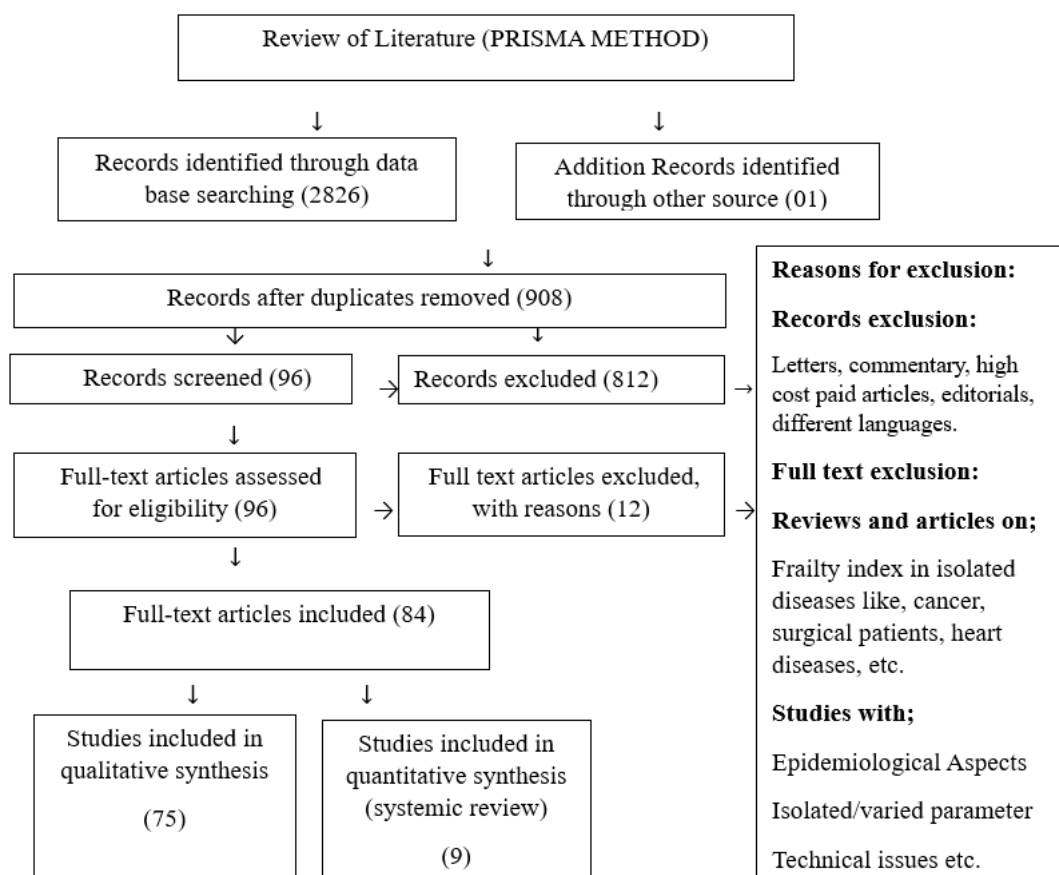 Review of Literature (PRISMA METHOD)
↓ ↓
Records identified through data
base searching (2826)
Addition Records identified
through other source (01)
↓
Records after duplicates removed (908)
↓ ↓
Records screened (96)
→
Records excluded (812)
→
↓
Full-text articles assessed
for eligibility (96)
→
Full text articles excluded,
with reasons (12)
→
↓
Full-text articles included (84)
↓ ↓
Studies included in
qualitative synthesis
(75)
Studies included in
quantitative synthesis
(systemic review)
(9)
Reasons for exclusion:
Records exclusion:
Letters, commentary, high
cost paid articles, editorials,
different languages.
Full text exclusion:
Reviews and articles on;
Frailty index in isolated
diseases like, cancer,
surgical patients, heart
diseases, etc.
Studies with;
Epidemiological Aspects
Isolated/varied parameter
Technical issues etc.